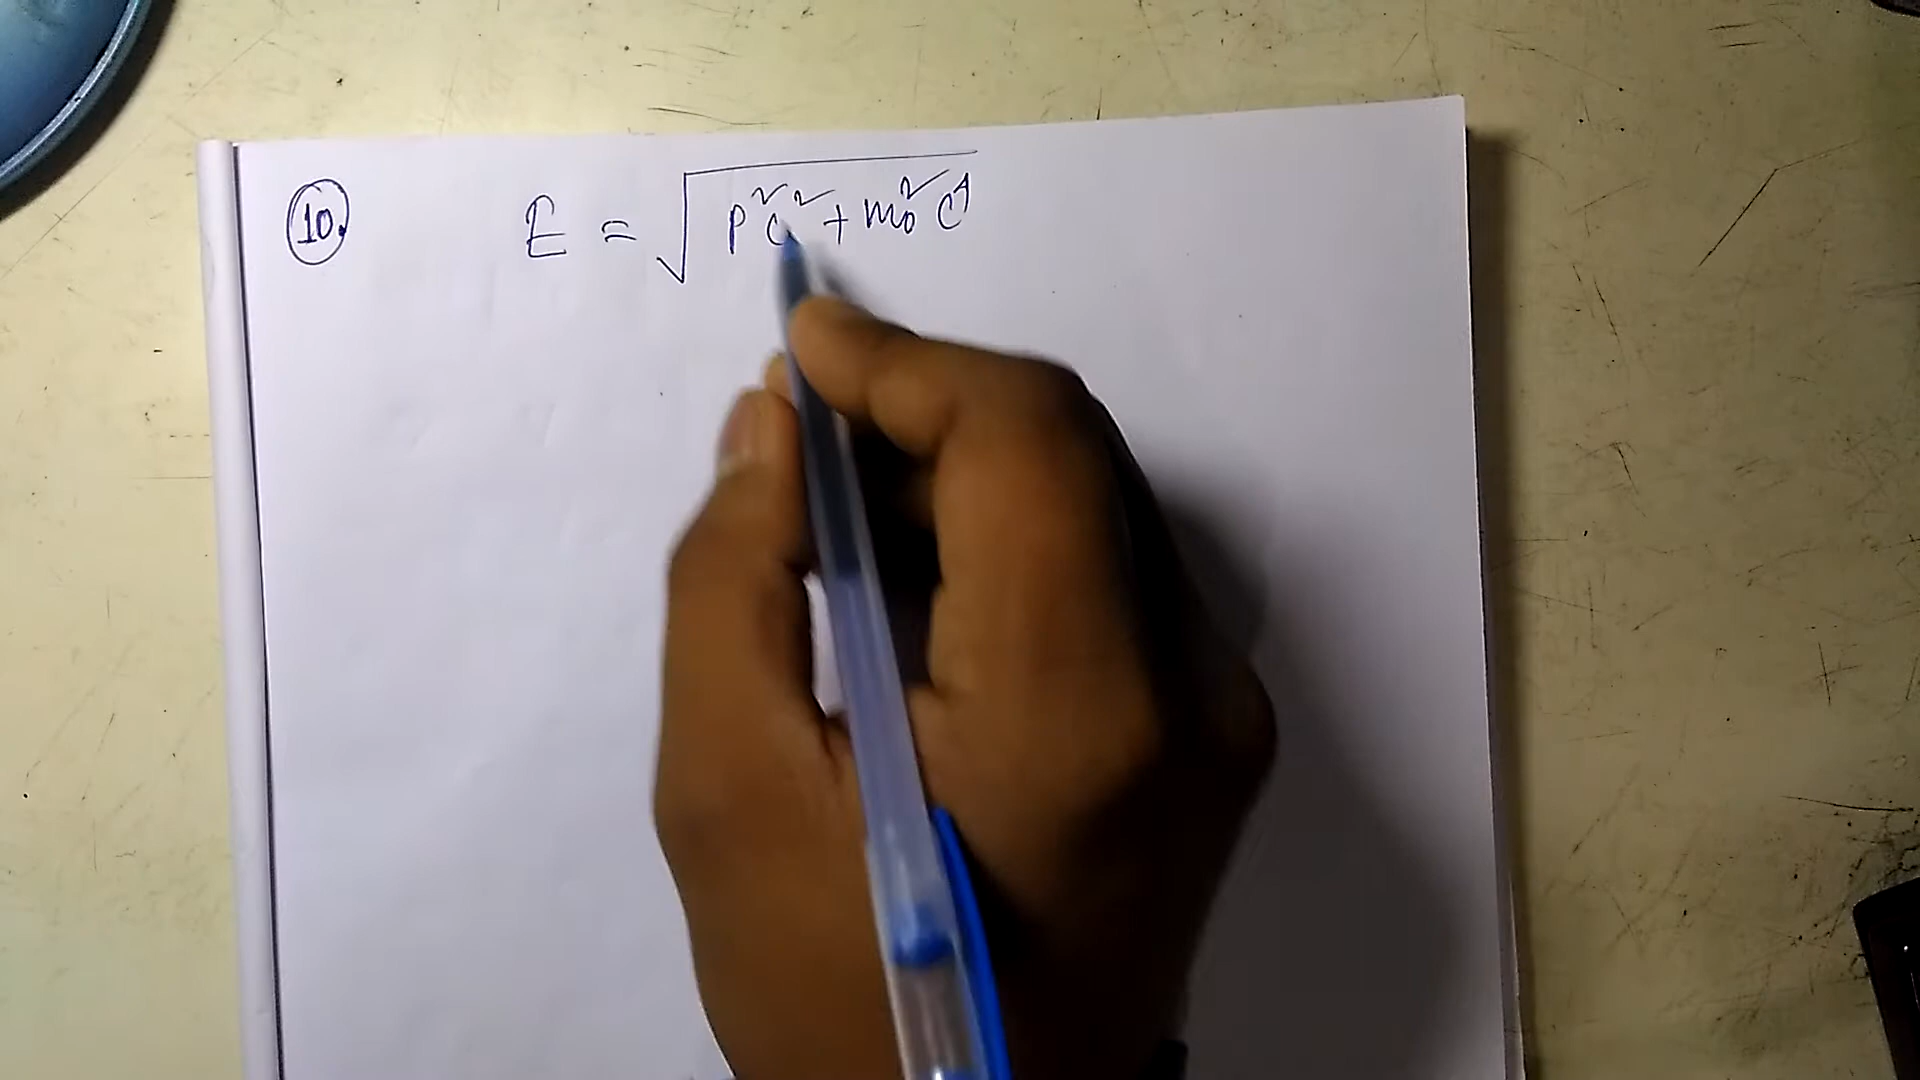 10. E = √(p²c² + m₀²c⁴)